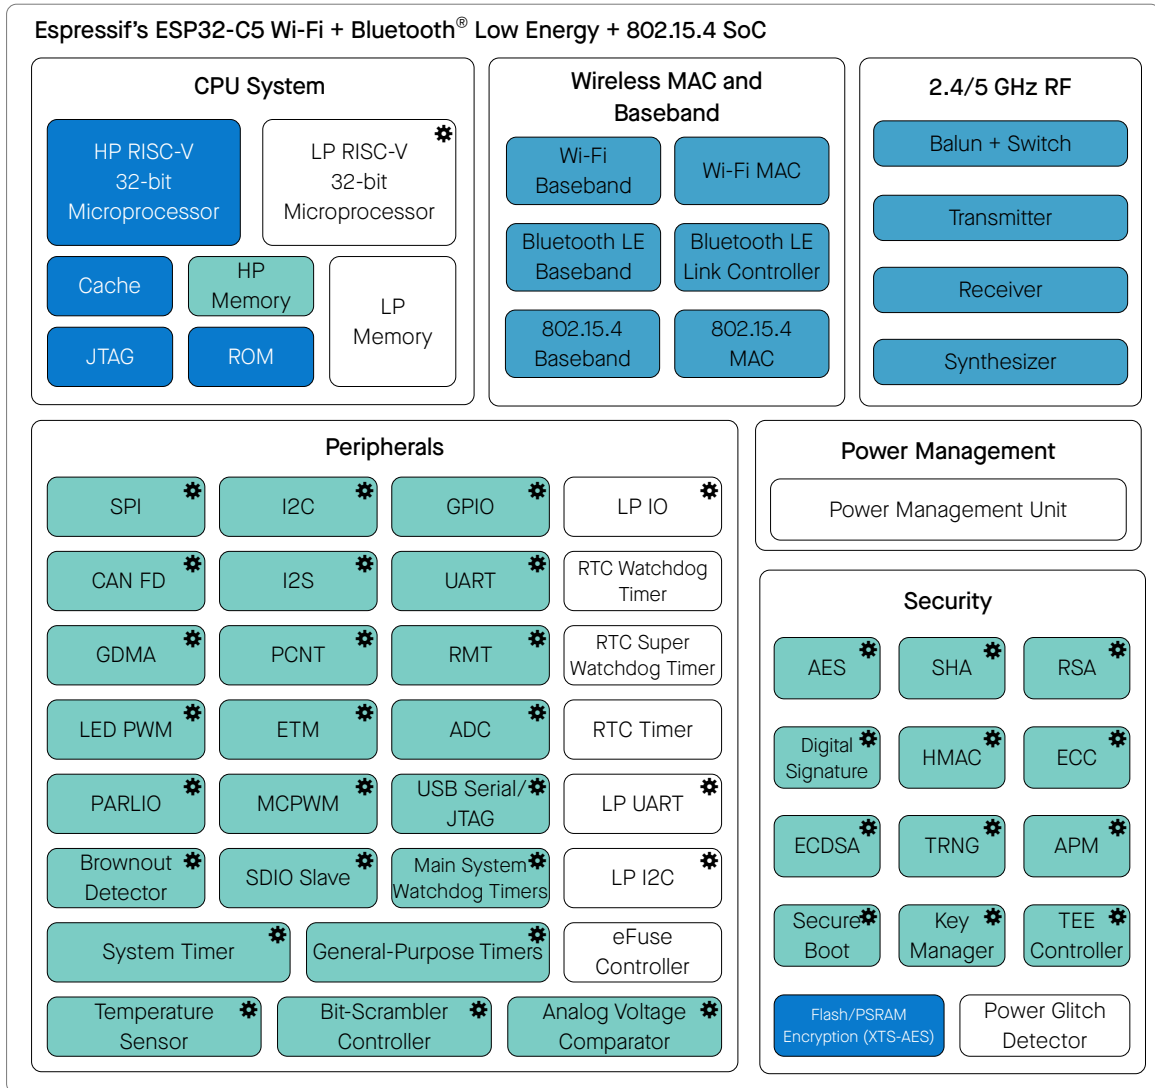 Espressif's ESP32-C5 Wi-Fi + Bluetooth® Low Energy + 802.15.4 SoC
CPU System
HP RISC-V
32-bit
Microprocessor
LP RISC-V
32-bit
Microprocessor
Cache
HP
Memory
LP
Memory
JTAG
ROM
Wireless MAC and
Baseband
Wi-Fi
Baseband
Wi-Fi MAC
Bluetooth LE
Baseband
Bluetooth LE
Link Controller
802.15.4
Baseband
802.15.4
MAC
2.4/5 GHz RF
Balun + Switch
Transmitter
Receiver
Synthesizer
Peripherals
SPI
I2C
GPIO
LP IO
CAN FD
I2S
UART
RTC Watchdog
Timer
GDMA
PCNT
RMT
RTC Super
Watchdog Timer
LED PWM
ETM
ADC
RTC Timer
PARLIO
MCPWM
USB Serial/
JTAG
LP UART
Brownout
Detector
SDIO Slave
Main System
Watchdog Timers
LP I2C
System Timer
General-Purpose Timers
eFuse
Controller
Temperature
Sensor
Bit-Scrambler
Controller
Analog Voltage
Comparator
Power Management
Power Management Unit
Security
AES
SHA
RSA
Digital
Signature
HMAC
ECC
ECDSA
TRNG
APM
Secure
Boot
Key
Manager
TEE
Controller
Flash/PSRAM
Encryption (XTS-AES)
Power Glitch
Detector